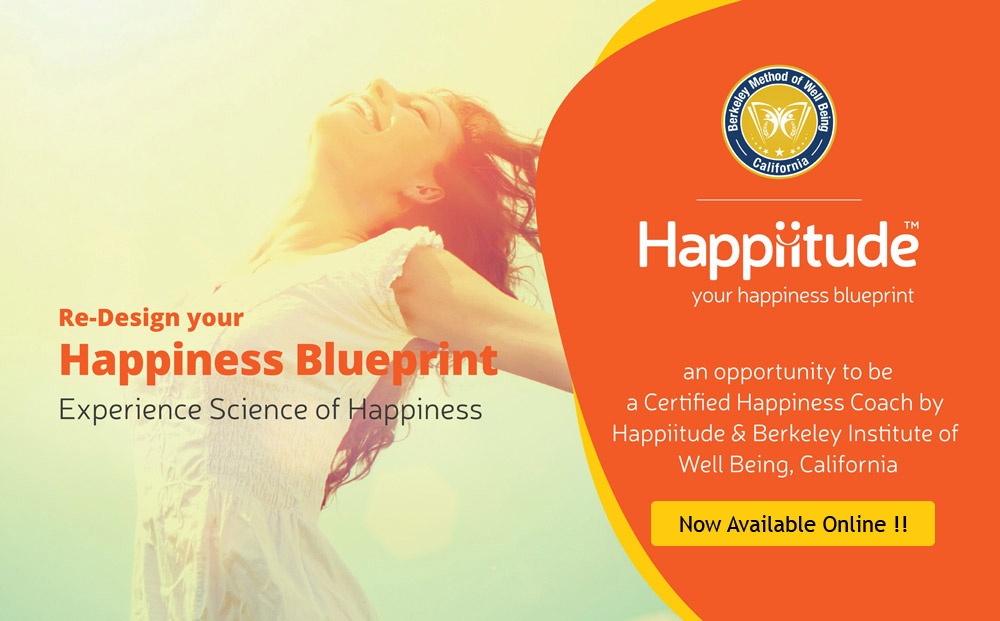 Re-Design your
Happiness Blueprint
Experience Science of Happiness
Berkeley Method of Well Being
California
Happiitude™
your happiness blueprint
an opportunity to be
a Certified Happiness Coach by
Happiitude & Berkeley Institute of
Well Being, California
Now Available Online !!